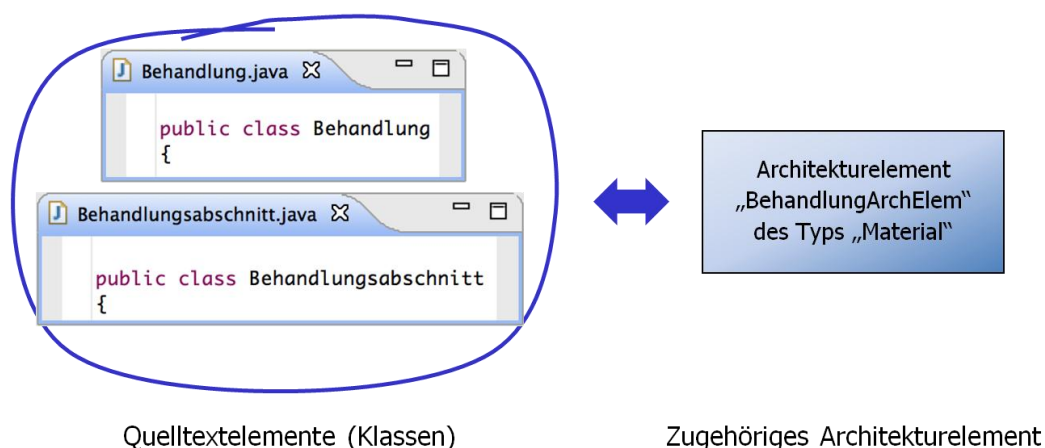 Behandlung.java
public class Behandlung
{
Behandlungsabschnitt.java
public class Behandlungsabschnitt
{
Architekturelement
„BehandlungArchElem“
des Typs „Material“
Quelltextelemente (Klassen)
Zugehöriges Architekturelement